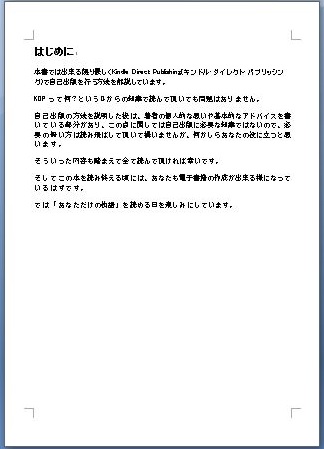 はじめに
本書では出来る限り易しくKindle Direct Publishing(キンドル ダイレクト パブリッシン
グ)で自己出版を行う方法を解説しています。
KDP って何?という0からの知識で読んで頂いても問題はありません。
自己出版の方法を説明した後は、著者の個人的な思いや基本的なアドバイスを書
いている部分があり、この点に関しては自己出版に必要な知識ではないので、必
要の無い方は読み飛ばして頂いて構いませんが、何かしらあなたの役に立つと思
います。
そういった内容も踏まえて全て読んで頂ければ幸いです。
そしてこの本を読み終える頃には、あなたも電子書籍の作成が出来る様になって
いるはずです。
では「あなただけの物語」を読める日を楽しみにしています。